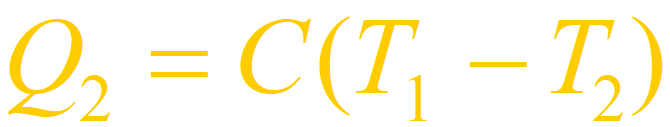 Q₂ = C(T₁ − T₂)